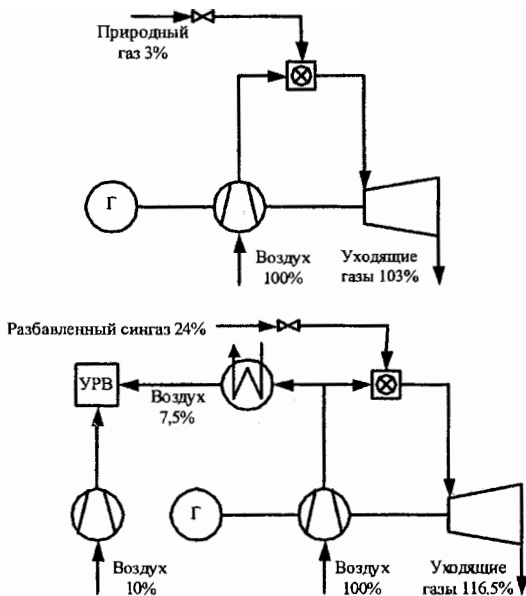 Природный
газ 3%
Г
Воздух
100%
Уходящие
газы 103%
Разбавленный сингаз 24%
УРВ
Воздух
7,5%
Г
Воздух
10%
Воздух
100%
Уходящие
газы 116,5%